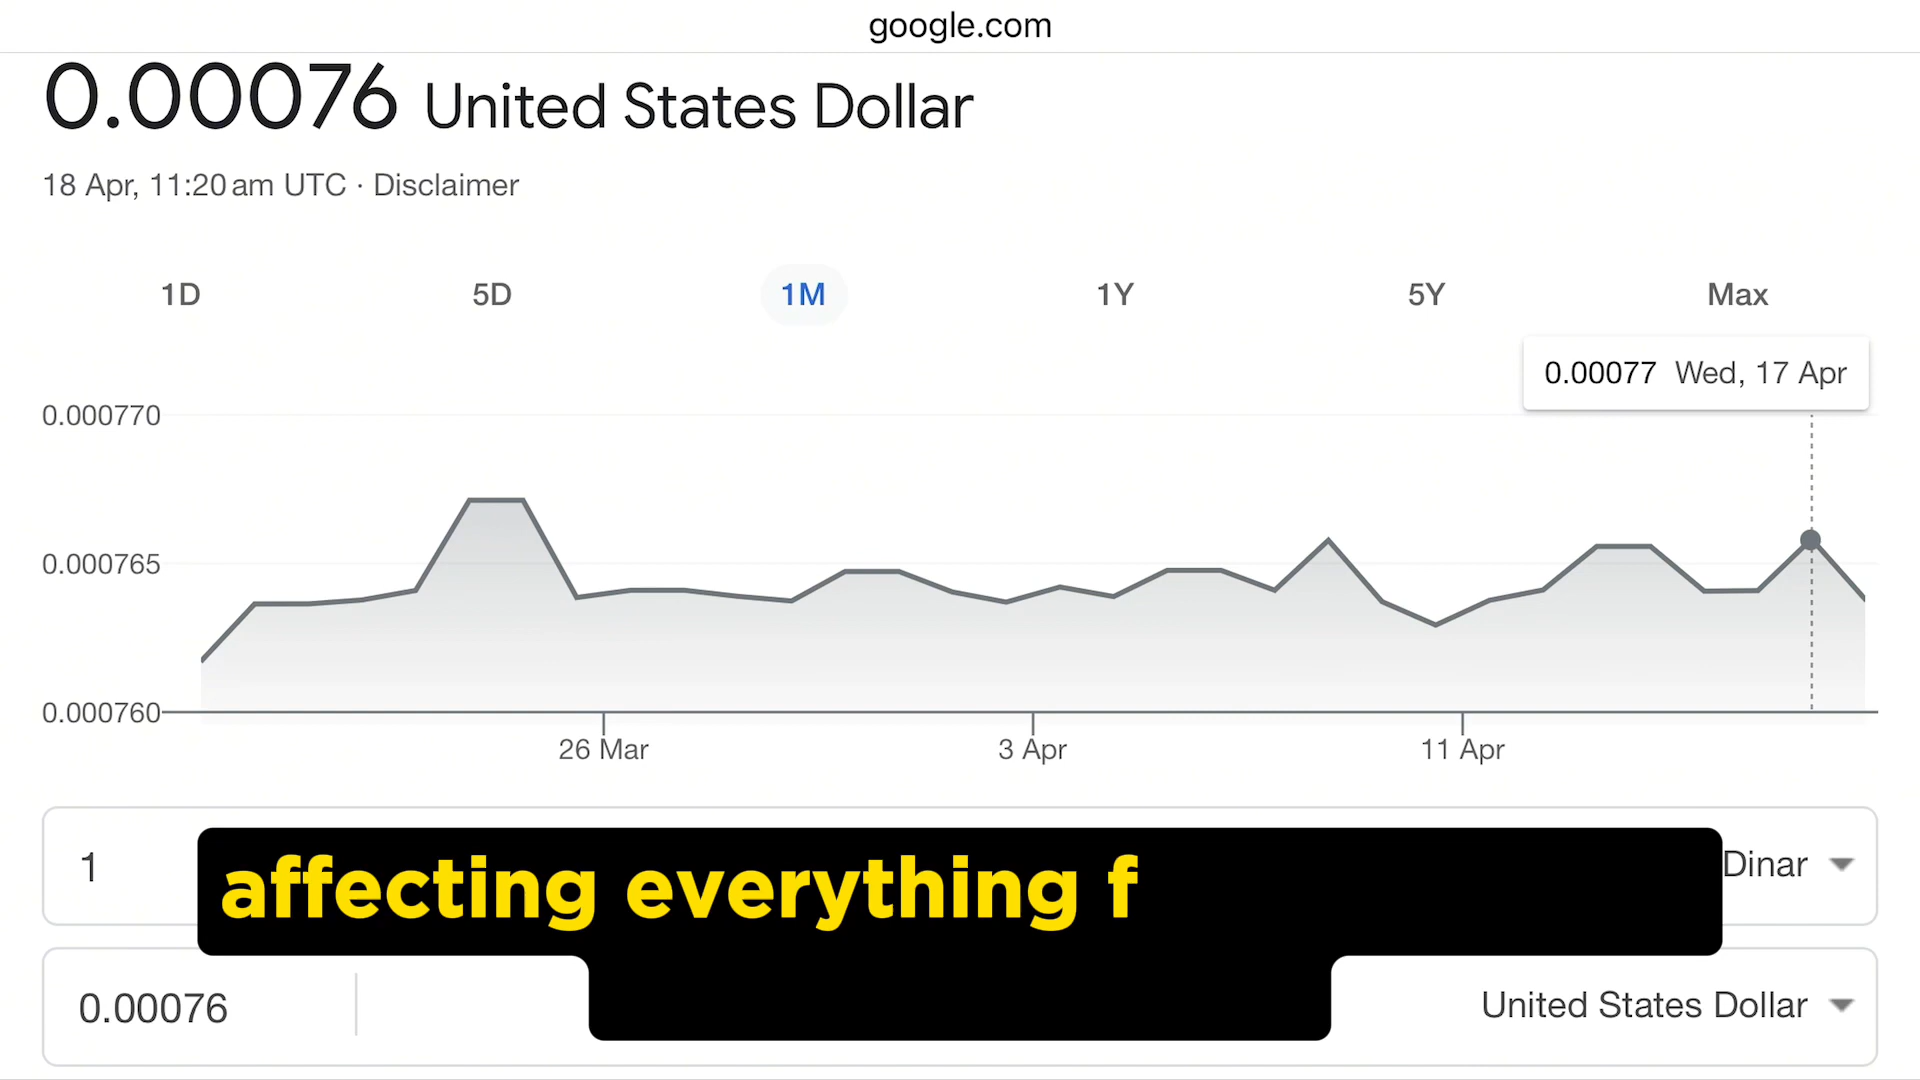 google.com
0.00076 United States Dollar
18 Apr, 11:20 am UTC · Disclaimer
1D 5D 1M 1Y 5Y Max
0.00077 Wed, 17 Apr
0.000770
0.000765
0.000760
26 Mar 3 Apr 11 Apr
1 Dinar
affecting everything f
0.00076 United States Dollar